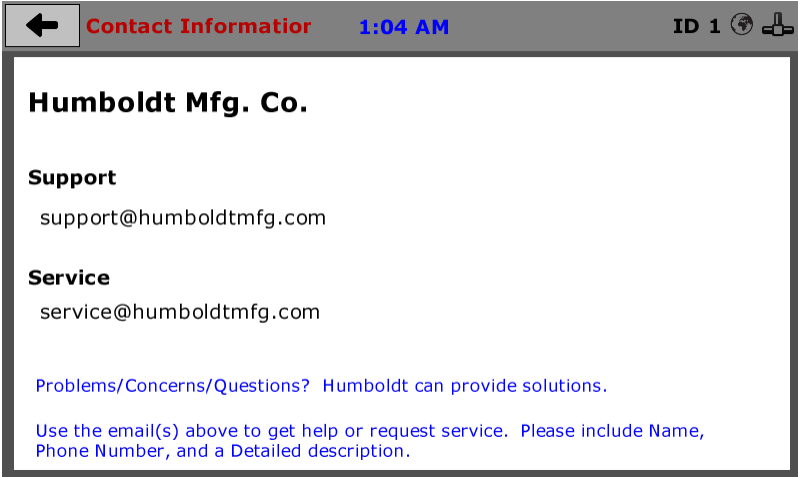 Contact Informatior
1:04 AM
ID 1
Humboldt Mfg. Co.
Support
support@humboldtmfg.com
Service
service@humboldtmfg.com
Problems/Concerns/Questions? Humboldt can provide solutions.
Use the email(s) above to get help or request service. Please include Name,
Phone Number, and a Detailed description.